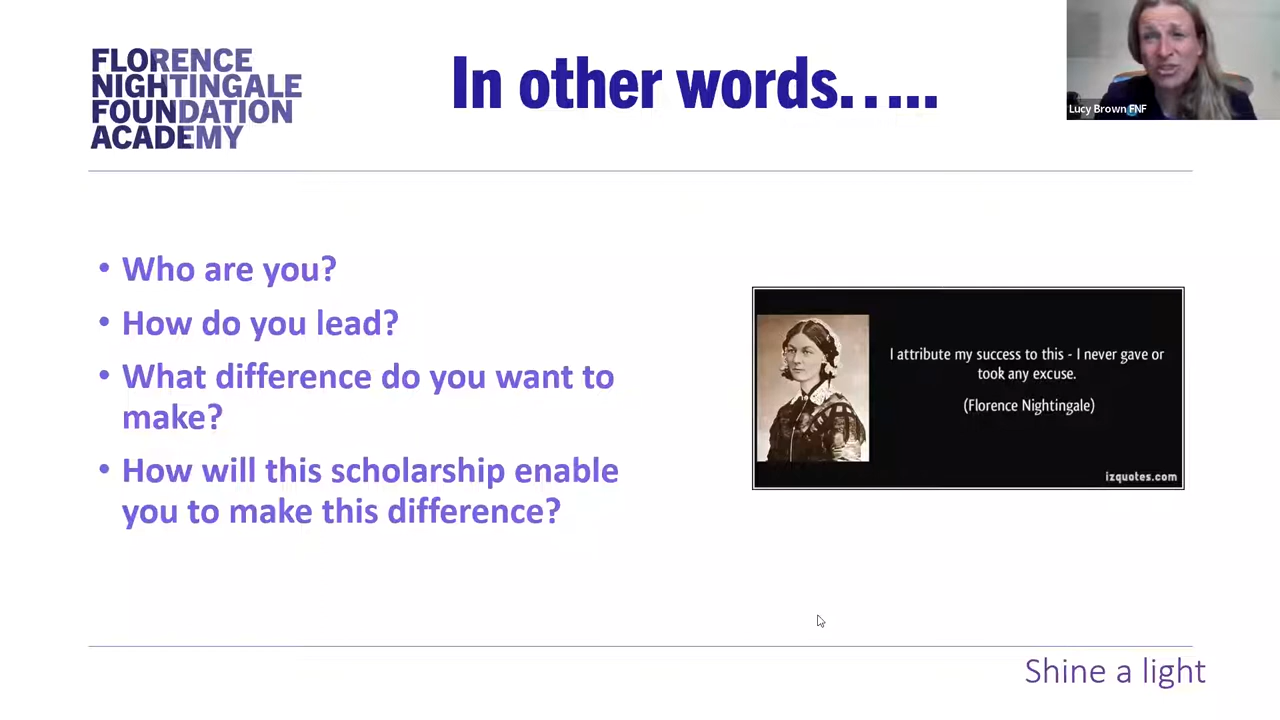 FLORENCE
NIGHTINGALE
FOUNDATION
ACADEMY
In other words.....
Lucy Brown FNF
• Who are you?
• How do you lead?
• What difference do you want to
make?
• How will this scholarship enable
you to make this difference?
I attribute my success to this - I never gave or
took any excuse.
(Florence Nightingale)
izquotes.com
Shine a light